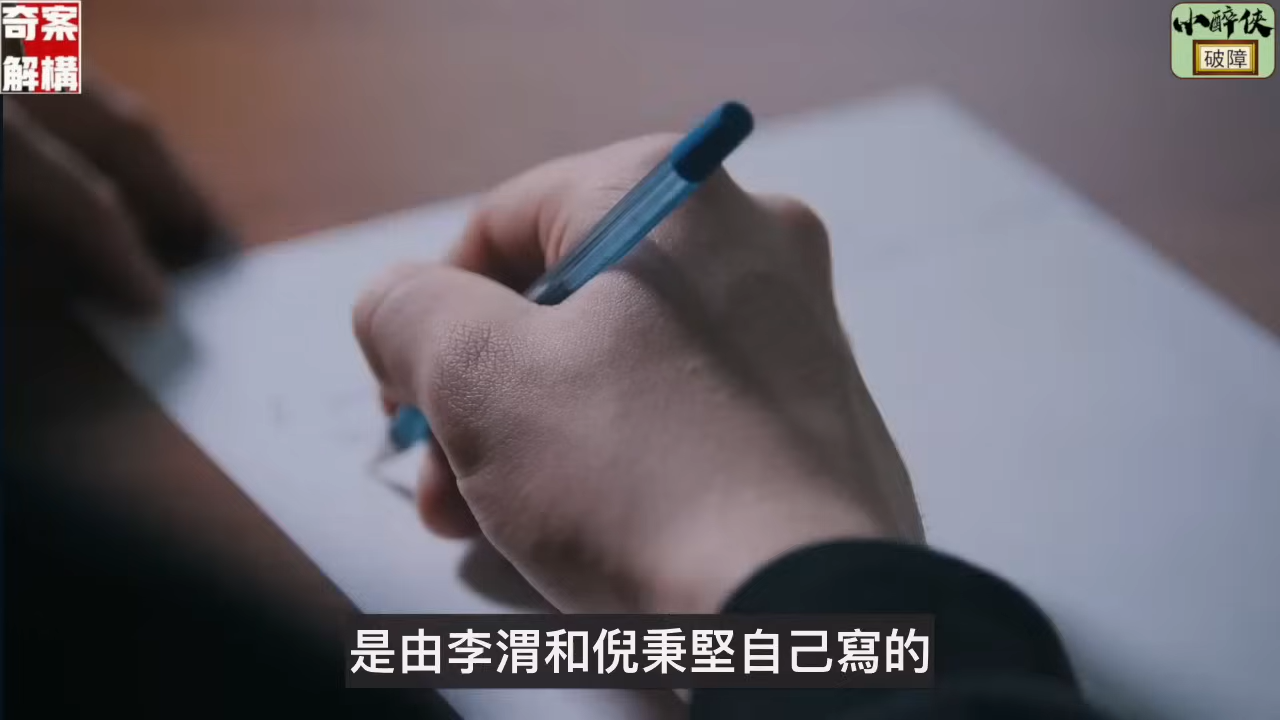 奇案
解構
小醉俠
破障
是由李渭和倪秉堅自己寫的